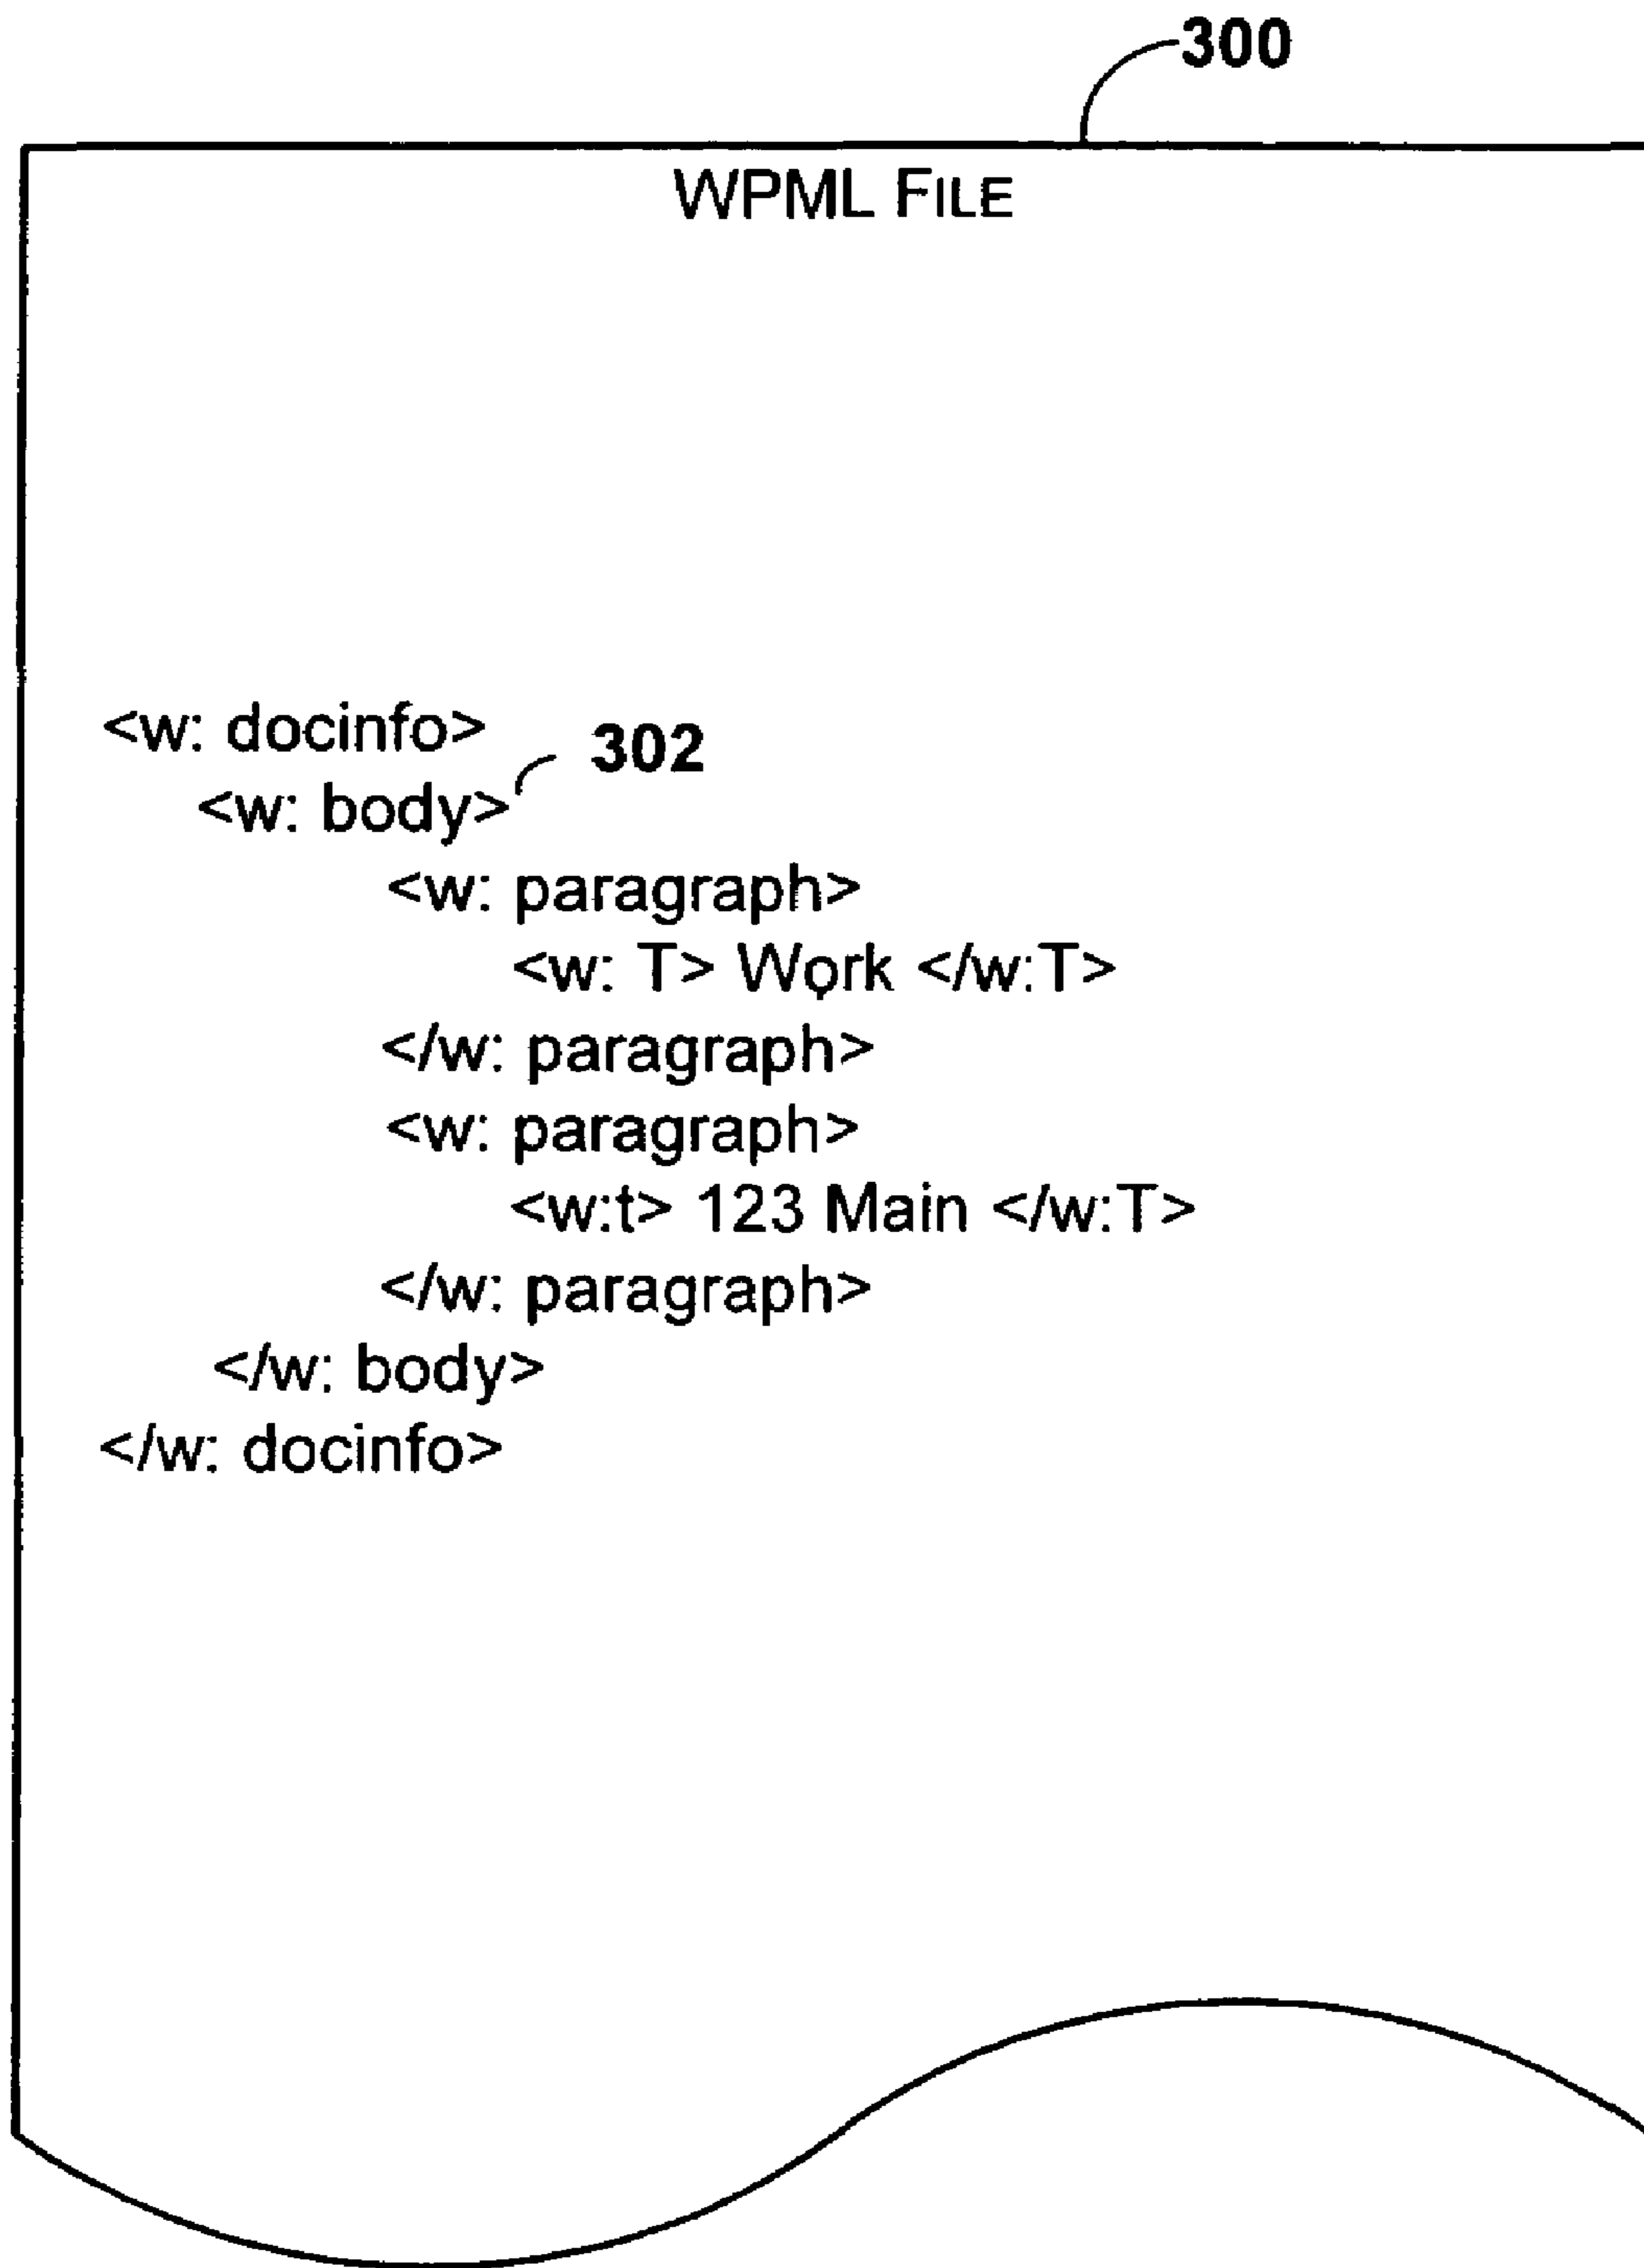 300
WPML FILE
<w: docinfo>
302
<w: body>
<w: paragraph>
<w: T> Work </w:T>
</w: paragraph>
<w: paragraph>
<w:t> 123 Main </w:T>
</w: paragraph>
</w: body>
</w: docinfo>